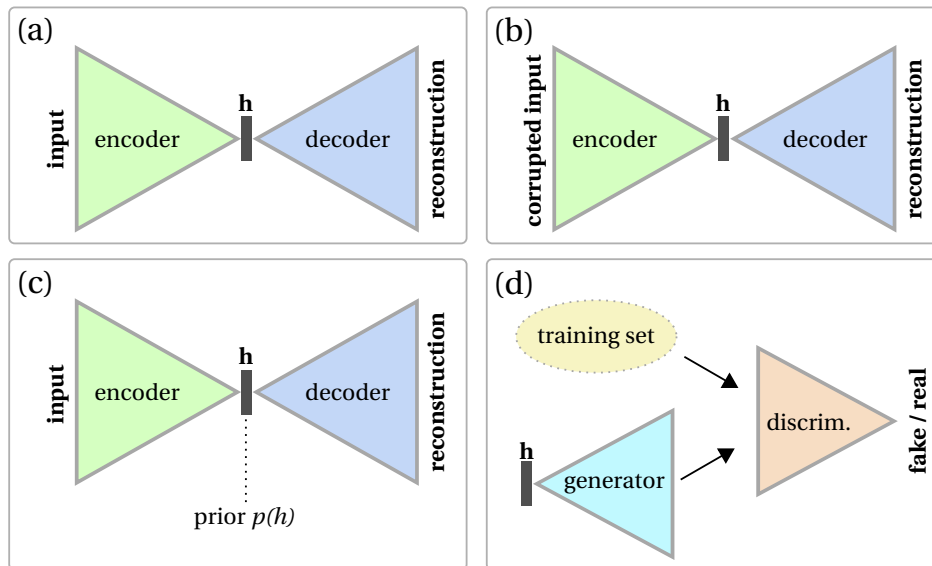 (a)
input
encoder
h
decoder
reconstruction
(b)
corrupted input
encoder
h
decoder
reconstruction
(c)
input
encoder
h
decoder
reconstruction
prior p(h)
(d)
training set
h
generator
discrim.
fake / real